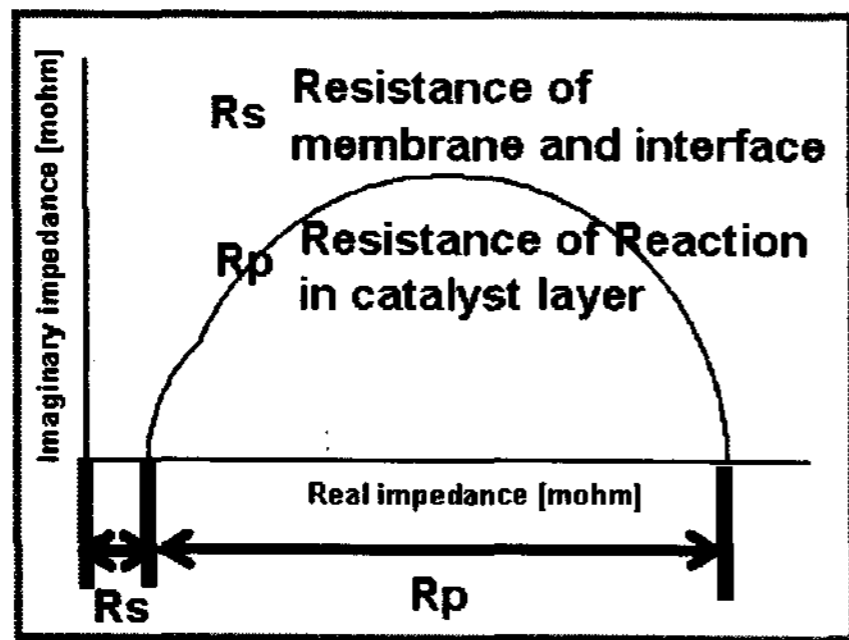 Imaginary impedance [mohm]
Rs Resistance of
membrane and interface
Rp Resistance of Reaction
in catalyst layer
Real impedance [mohm]
Rs
Rp